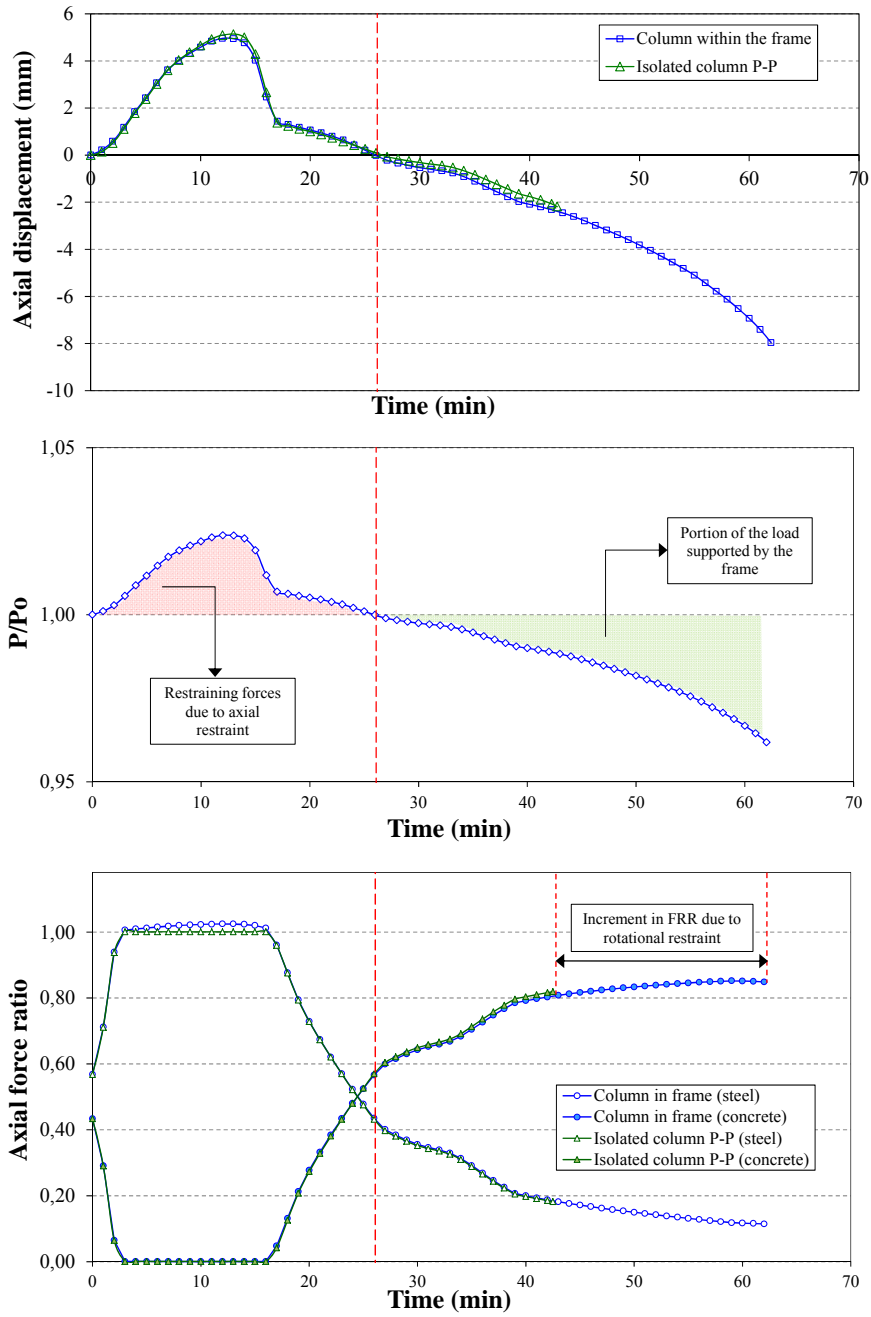 6
4
2
0
-2
-4
-6
-8
-10
Axial displacement (mm)
0
10
20
30
40
50
60
70
Time (min)
Column within the frame
Isolated column P-P
1,05
1,00
0,95
P/Po
Portion of the load
supported by the
frame
Restraining forces
due to axial
restraint
0
10
20
30
40
50
60
70
Time (min)
1,00
0,80
0,60
0,40
0,20
0,00
Axial force ratio
Increment in FRR due to
rotational restraint
Column in frame (steel)
Column in frame (concrete)
Isolated column P-P (steel)
Isolated column P-P (concrete)
0
10
20
30
40
50
60
70
Time (min)